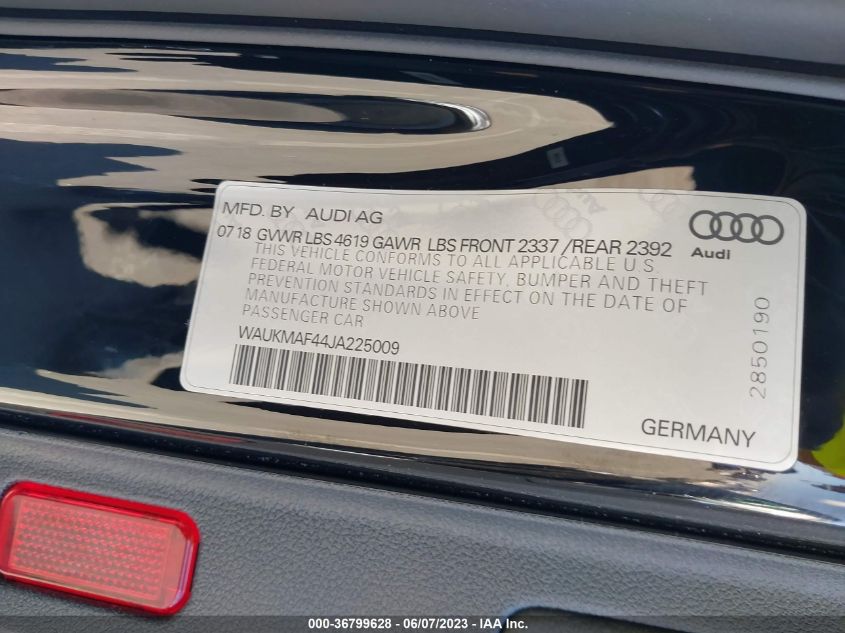 MFD. BY AUDI AG
07 18 GVWR LBS 4619 GAWR LBS FRONT 2337 /REAR 2392
THIS VEHICLE CONFORMS TO ALL APPLICABLE U.S.
FEDERAL MOTOR VEHICLE SAFETY, BUMPER AND THEFT
PREVENTION STANDARDS IN EFFECT ON THE DATE OF
MANUFACTURE SHOWN ABOVE
PASSENGER CAR
WAUKMAF44JA225009
Audi
2850190
GERMANY
000-36799628 - 06/07/2023 - © IAA Inc.